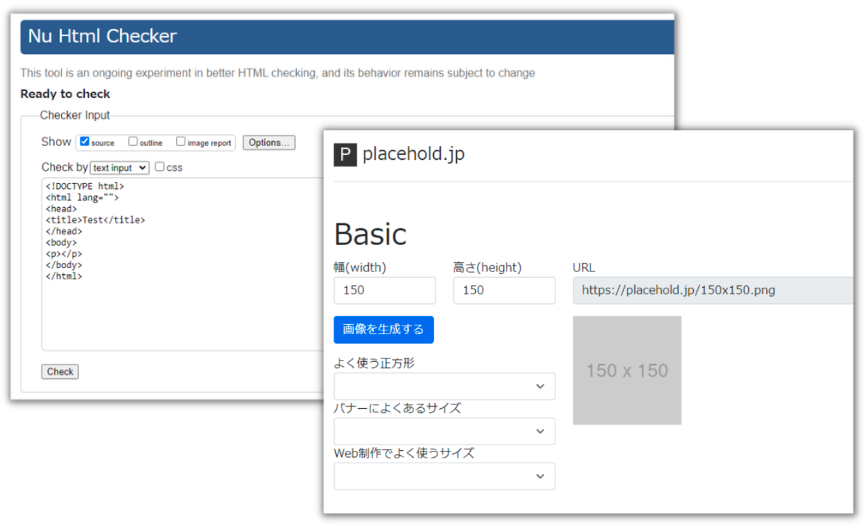 Nu Html Checker
This tool is an ongoing experiment in better HTML checking, and its behavior remains subject to change
Ready to check
Checker Input
Show source outline image report Options...
Check by text input css
<!DOCTYPE html>
<html lang="">
<head>
<title>Test</title>
</head>
<body>
<p></p>
</body>
</html>
Check
P placehold.jp
Basic
幅(width) 高さ(height) URL
150 150 https://placehold.jp/150x150.png
画像を生成する
150 x 150
よく使う正方形
バナーによくあるサイズ
Web制作でよく使うサイズ